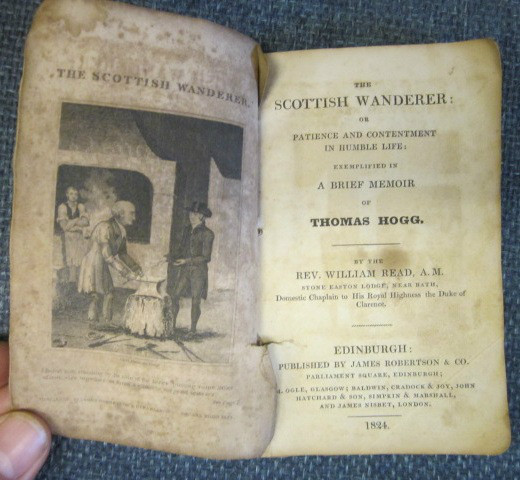 THE SCOTTISH WANDERER.
THE
SCOTTISH WANDERER:
OR
PATIENCE AND CONTENTMENT
IN HUMBLE LIFE:
EXEMPLIFIED IN
A BRIEF MEMOIR
OF
THOMAS HOGG.
BY THE
REV. WILLIAM READ, A.M.
STONE EASTON LODGE, NEAR BATH,
Domestic Chaplain to His Royal Highness the Duke of
Clarence.
EDINBURGH:
PUBLISHED BY JAMES ROBERTSON & CO.
PARLIAMENT SQUARE, EDINBURGH;
OGLE, GLASGOW; BALDWIN, CRADOCK & JOY, JOHN
HATCHARD & SON, SIMPKIN & MARSHALL,
AND JAMES NISBET, LONDON.
1824.